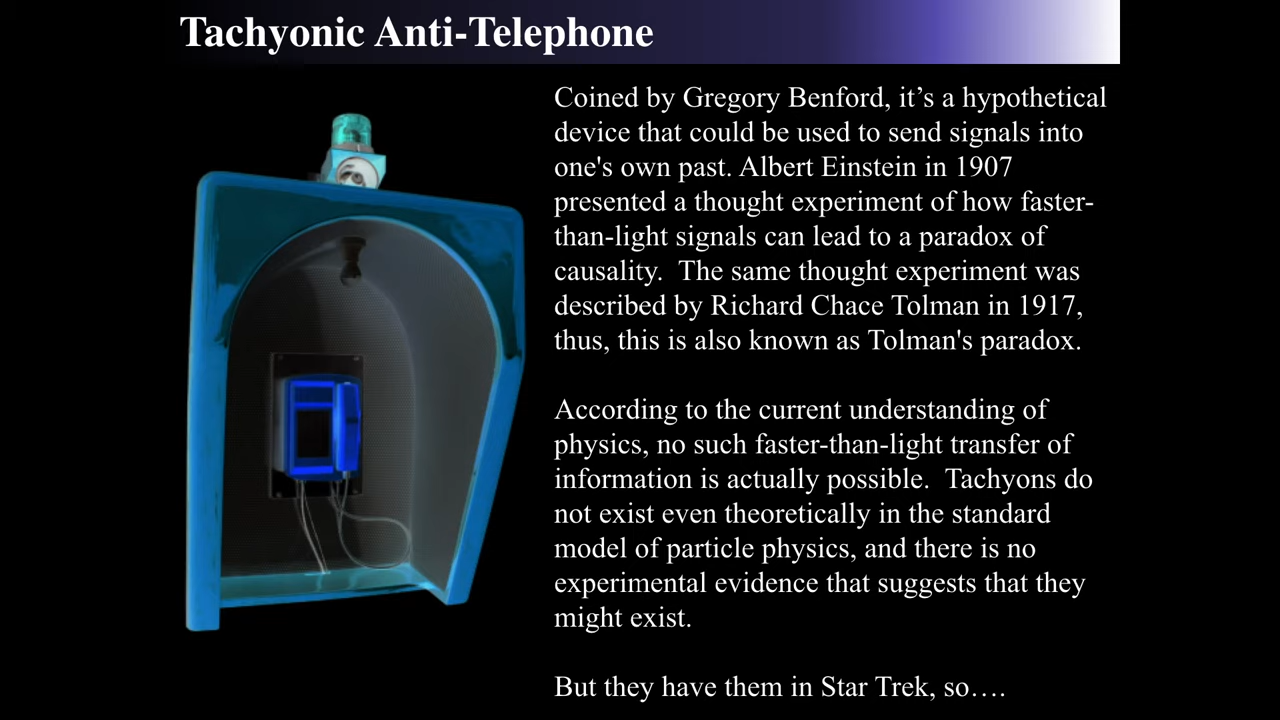 Tachyonic Anti-Telephone
Coined by Gregory Benford, it’s a hypothetical
device that could be used to send signals into
one's own past. Albert Einstein in 1907
presented a thought experiment of how faster-
than-light signals can lead to a paradox of
causality.  The same thought experiment was
described by Richard Chace Tolman in 1917,
thus, this is also known as Tolman's paradox.
According to the current understanding of
physics, no such faster-than-light transfer of
information is actually possible.  Tachyons do
not exist even theoretically in the standard
model of particle physics, and there is no
experimental evidence that suggests that they
might exist.
But they have them in Star Trek, so….